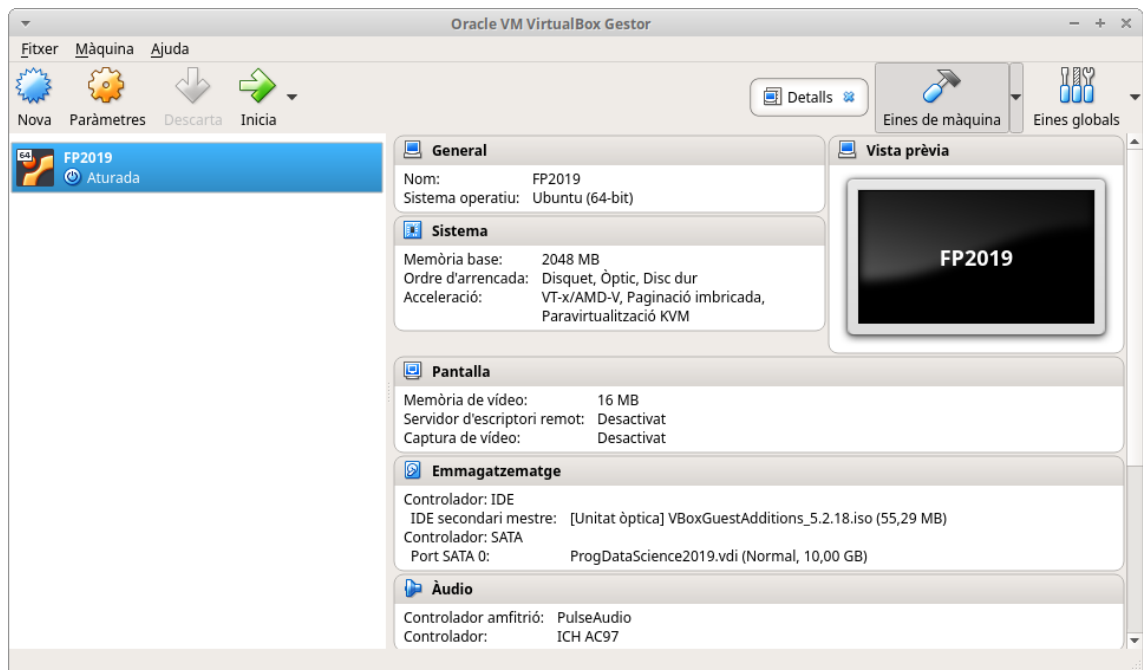 Oracle VM VirtualBox Gestor
Fitxer Màquina Ajuda
Nova Paràmetres Descarta Inicia
Detalls
Eines de màquina Eines globals
64
FP2019
Aturada
General
Nom: FP2019
Sistema operatiu: Ubuntu (64-bit)
Sistema
Memòria base: 2048 MB
Ordre d'arrencada: Disquet, Òptic, Disc dur
Acceleració: VT-x/AMD-V, Paginació imbricada,
Paravirtualització KVM
Vista prèvia
FP2019
Pantalla
Memòria de vídeo: 16 MB
Servidor d'escriptori remot: Desactivat
Captura de vídeo: Desactivat
Emmagatzematge
Controlador: IDE
IDE secundari mestre: [Unitat òptica] VBoxGuestAdditions_5.2.18.iso (55,29 MB)
Controlador: SATA
Port SATA 0: ProgDataScience2019.vdi (Normal, 10,00 GB)
Àudio
Controlador amfitrió: PulseAudio
Controlador: ICH AC97